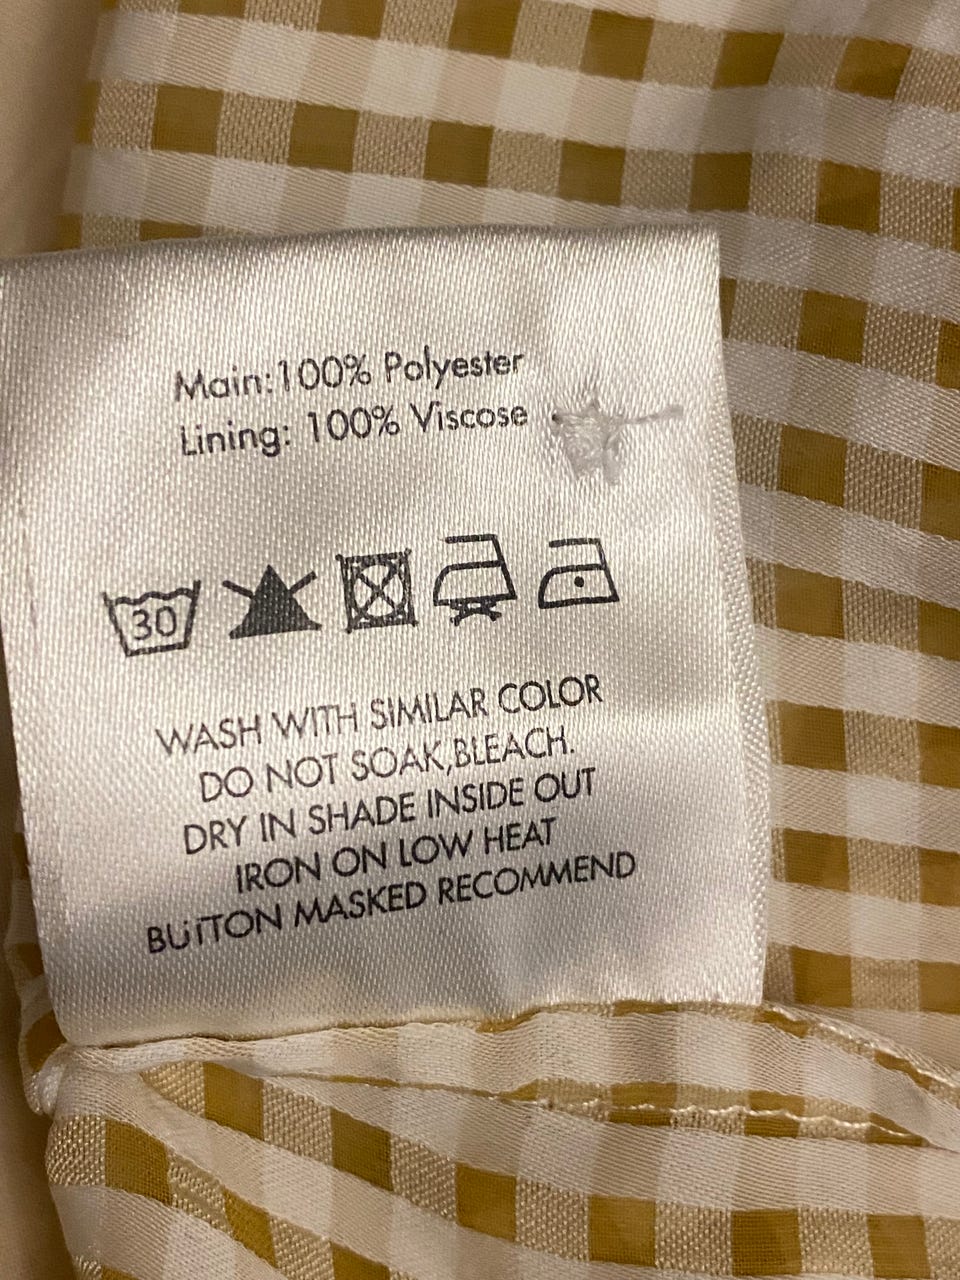 Main:100% Polyester
Lining: 100% Viscose
30
WASH WITH SIMILAR COLOR
DO NOT SOAK,BLEACH.
DRY IN SHADE INSIDE OUT
IRON ON LOW HEAT
BUTTON MASKED RECOMMEND